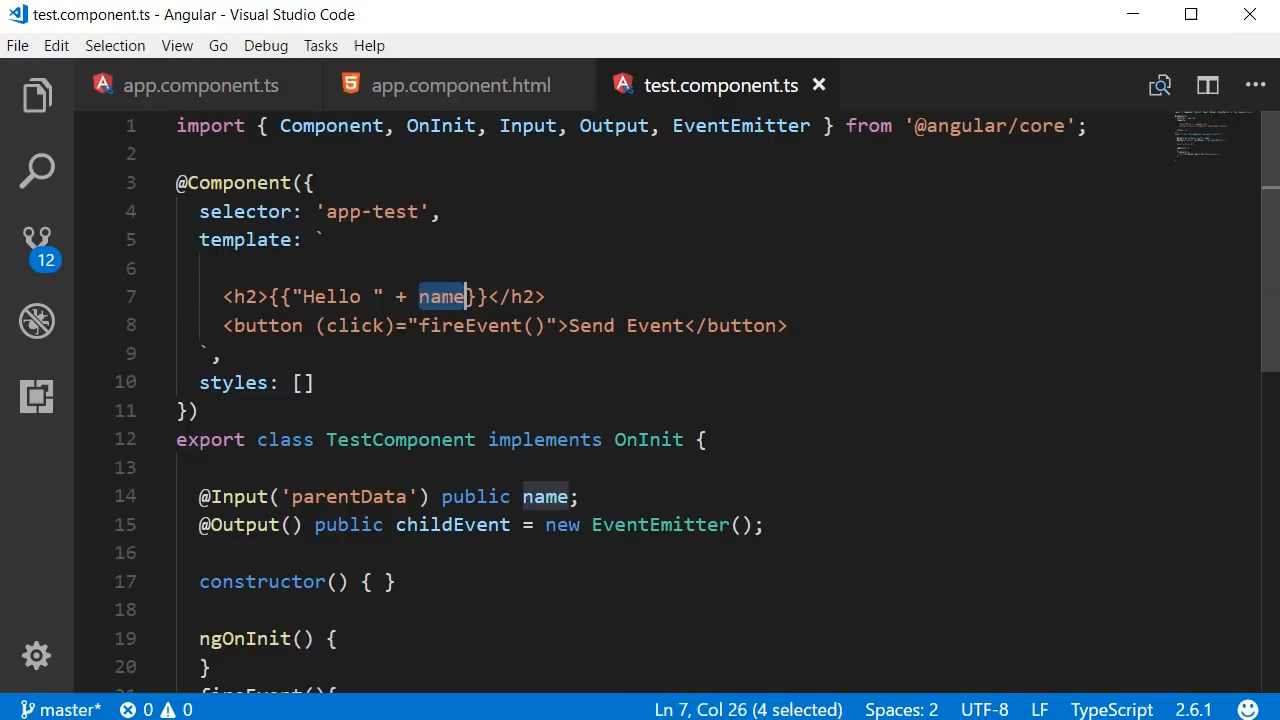 test.component.ts - Angular - Visual Studio Code
File Edit Selection View Go Debug Tasks Help
app.component.ts app.component.html test.component.ts
1 import { Component, OnInit, Input, Output, EventEmitter } from '@angular/core';
2
3 @Component({
4 selector: 'app-test',
5 template: `
6
7 <h2>{{"Hello " + name}}</h2>
8 <button (click)="fireEvent()">Send Event</button>
9 `,
10 styles: []
11 })
12 export class TestComponent implements OnInit {
13
14 @Input('parentData') public name;
15 @Output() public childEvent = new EventEmitter();
16
17 constructor() { }
18
19 ngOnInit() {
20 }
21 fireEvent(){
12
master* 0 0 Ln 7, Col 26 (4 selected) Spaces: 2 UTF-8 LF TypeScript 2.6.1